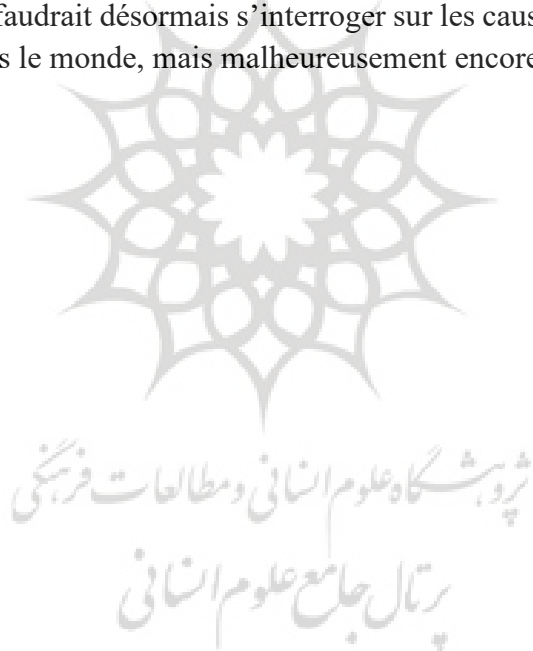 faudrait désormais s’interroger sur les caus
s le monde, mais malheureusement encore
پژوهشگاه علوم انسانی و مطالعات فرهنگی
پرتال جامع علوم انسانی